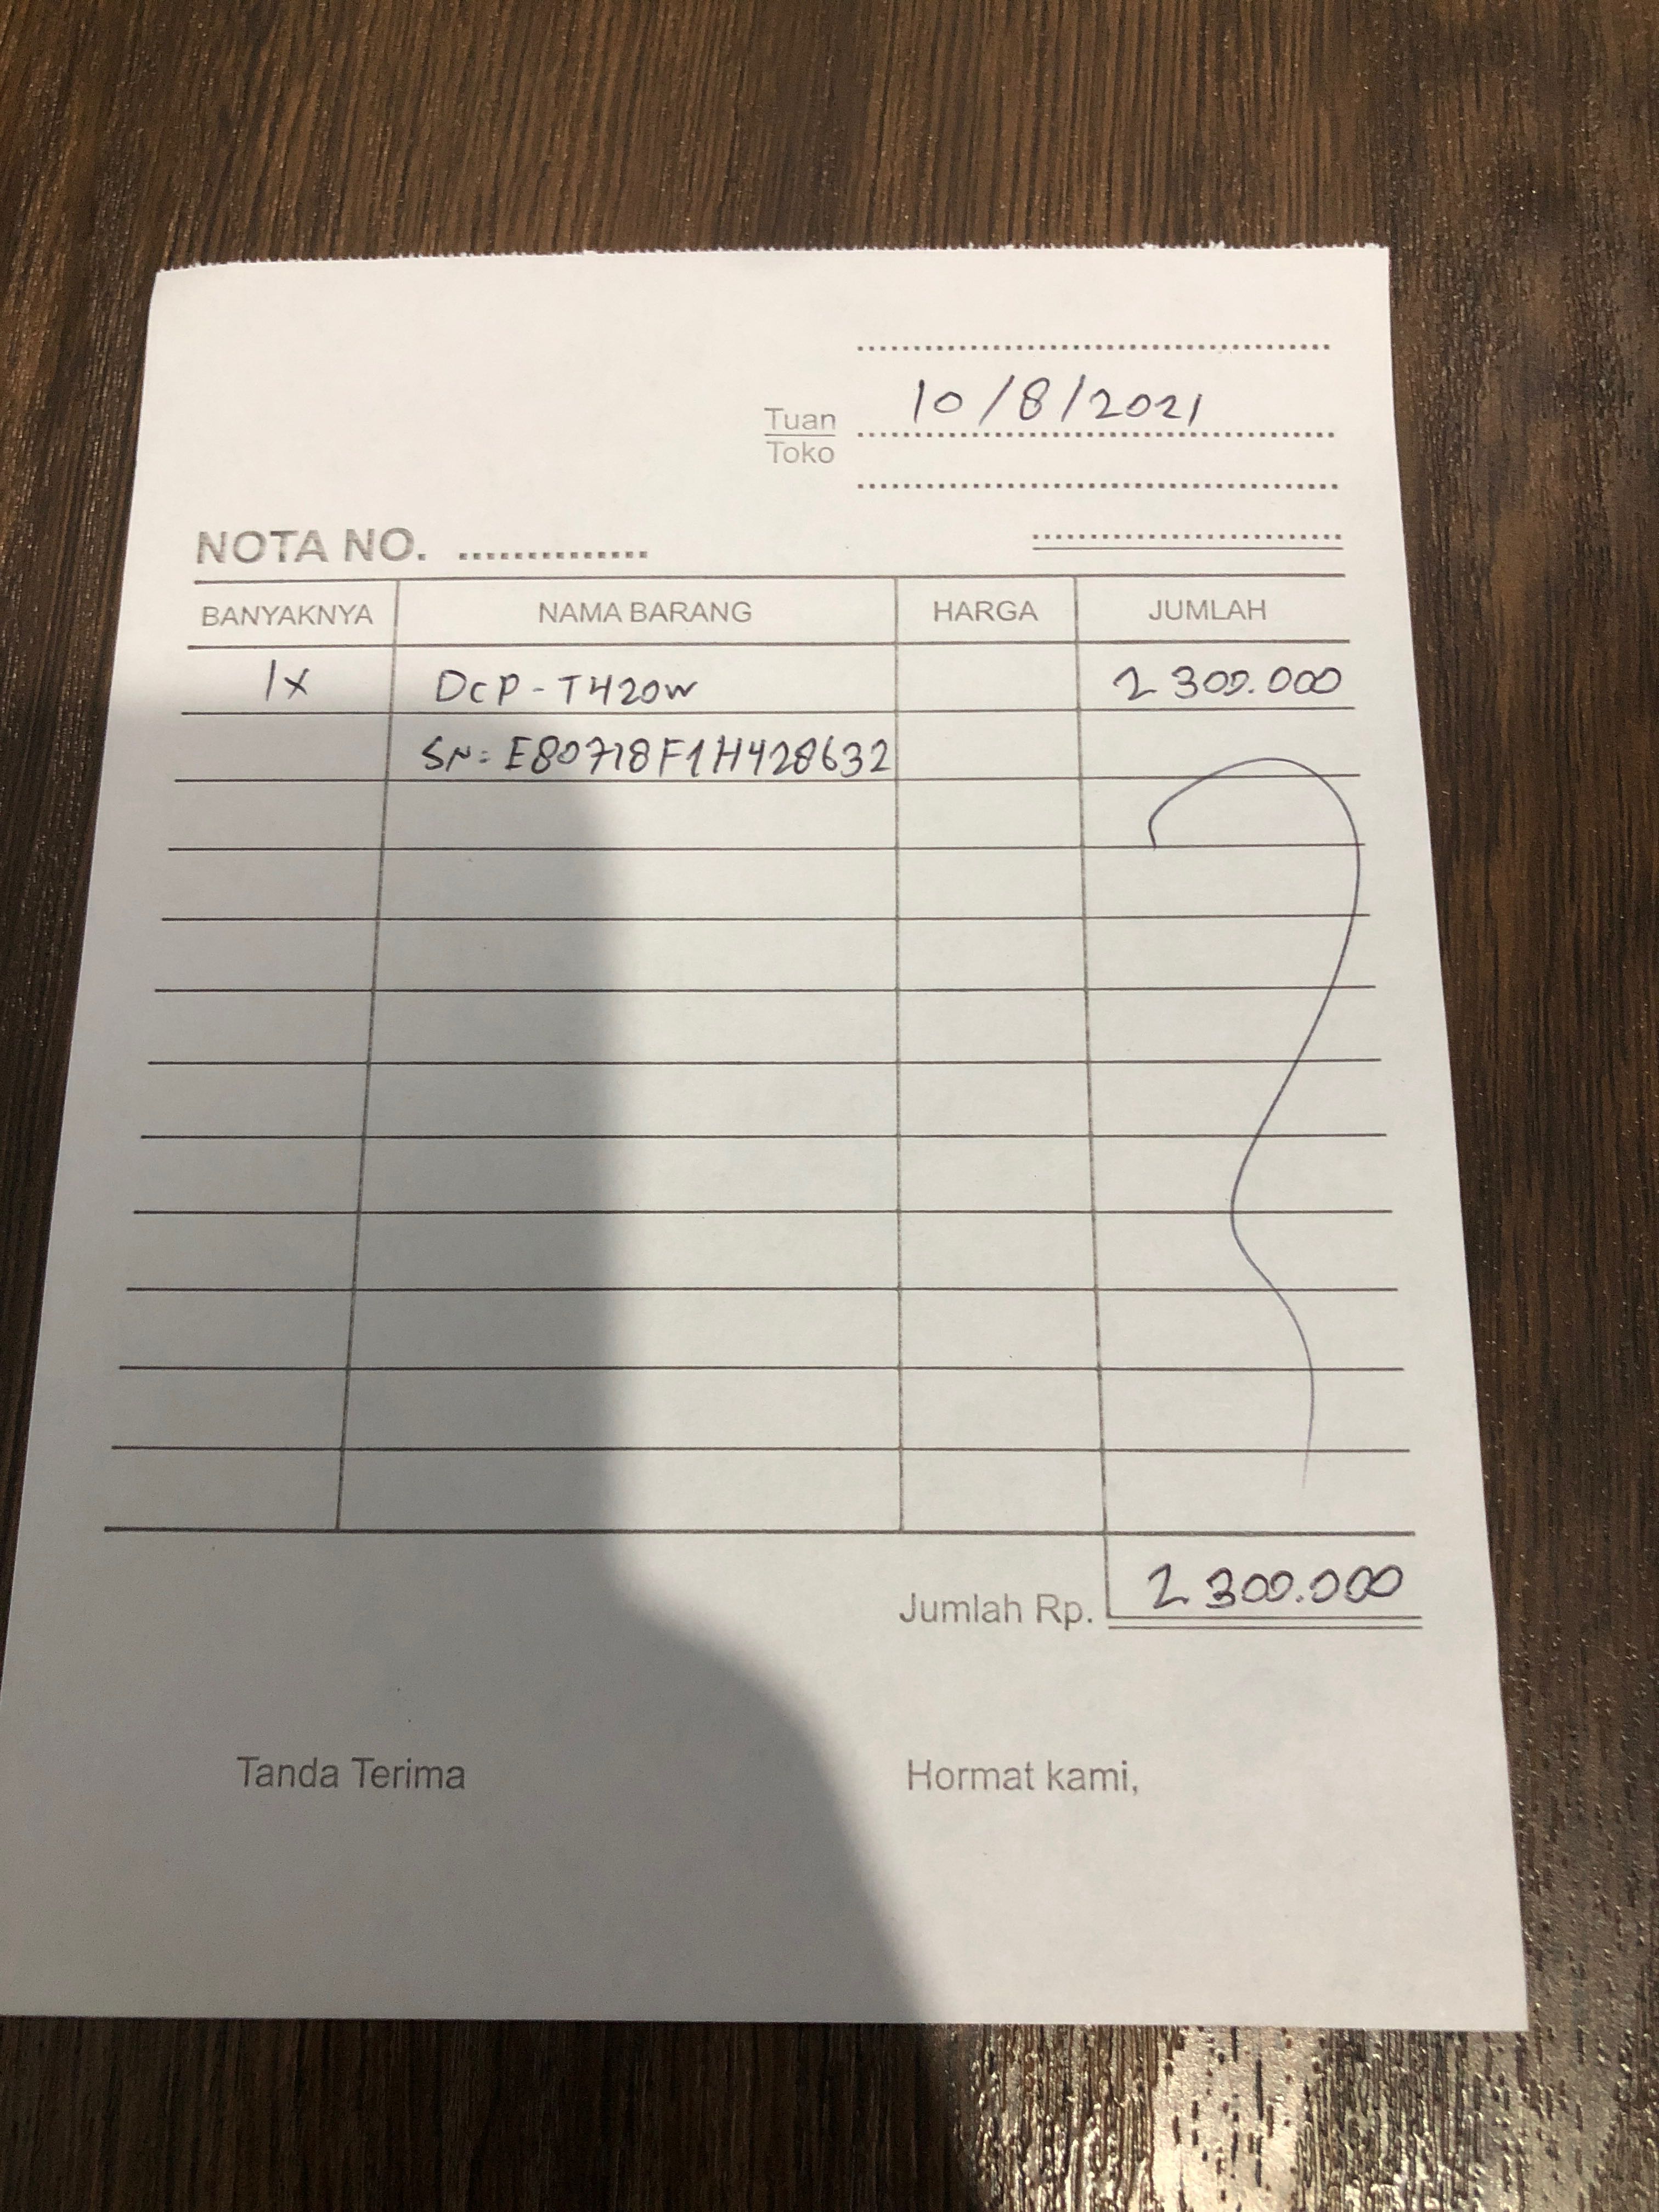 10/8/2021
Tuan
Toko
NOTA NO.
BANYAKNYA NAMA BARANG HARGA JUMLAH
1x DCP-T420W 2 300.000
SN: E80718F1H428632
Jumlah Rp. 2 300.000
Tanda Terima Hormat kami,